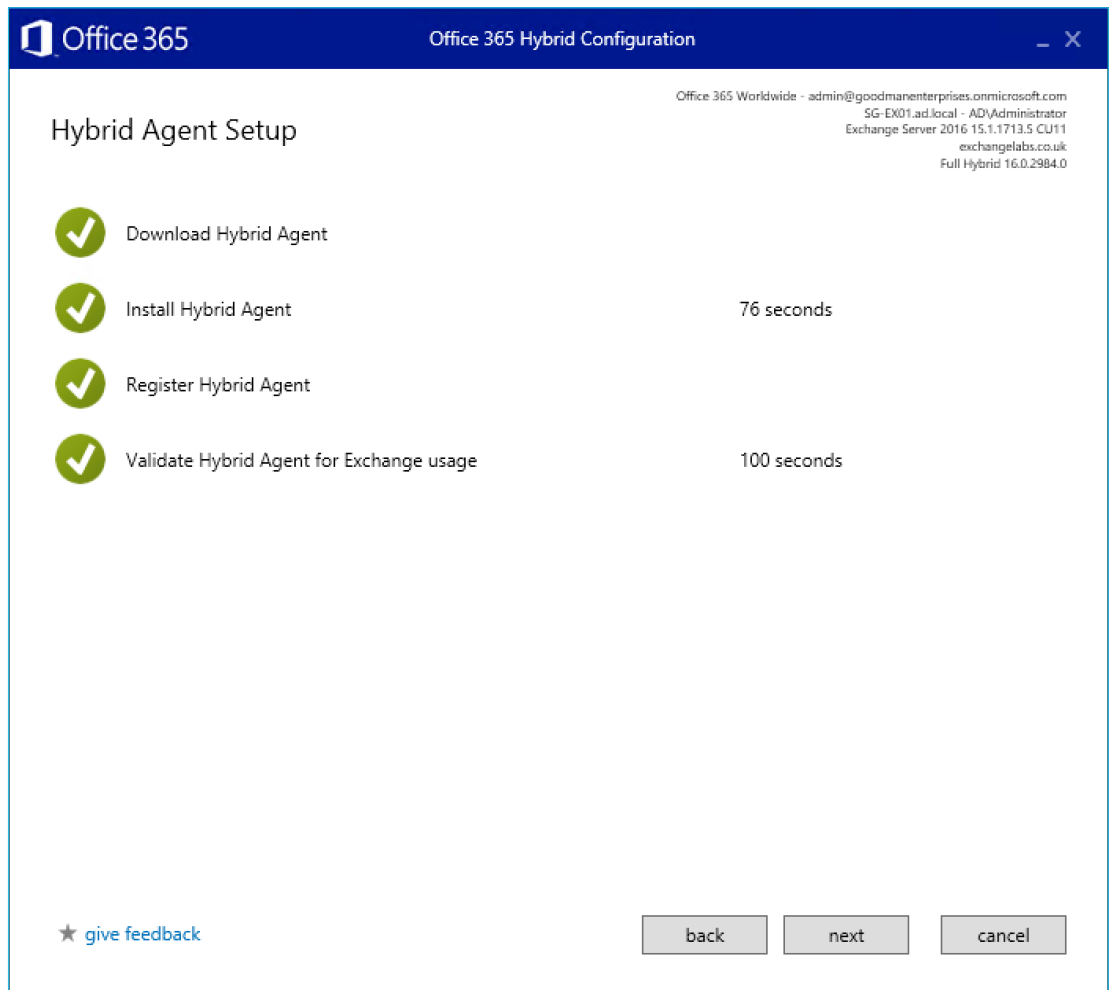 Office 365
Office 365 Hybrid Configuration
Office 365 Worldwide - admin@goodmanenterprises.onmicrosoft.com
SG-EX01.ad.local - AD\Administrator
Exchange Server 2016 15.1.1713.5 CU11
exchangelabs.co.uk
Full Hybrid 16.0.2984.0
Hybrid Agent Setup
Download Hybrid Agent
Install Hybrid Agent 76 seconds
Register Hybrid Agent
Validate Hybrid Agent for Exchange usage 100 seconds
give feedback
back next cancel